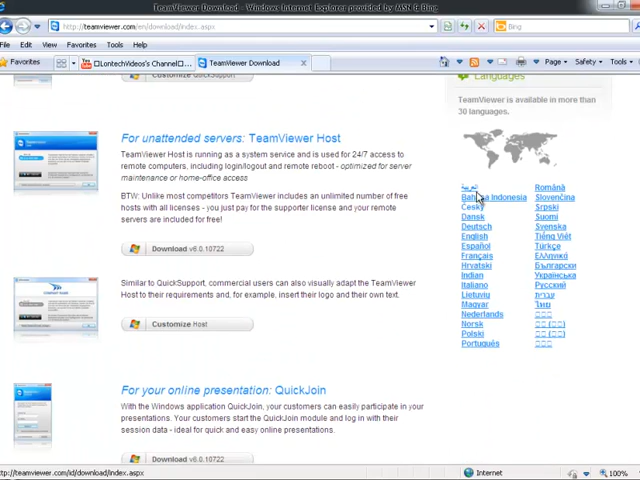 TeamViewer Download - Windows Internet Explorer provided by MSN & Bing
http://teamviewer.com/en/download/index.aspx
Bing
File Edit View Favorites Tools Help
Favorites
LontechVideos's Channel...
TeamViewer Download
Page Safety Tools
Customize QuickSupport
Languages
TeamViewer is available in more than
30 languages.
For unattended servers: TeamViewer Host
TeamViewer Host is running as a system service and is used for 24/7 access to
remote computers, including login/logout and remote reboot - optimized for server
maintenance or home-office access
BTW: Unlike most competitors TeamViewer includes an unlimited number of free
hosts with all licenses - you just pay for the supporter license and your remote
servers are included for free!
Download v6.0.10722
العربية
Bahasa Indonesia
Česky
Dansk
Deutsch
English
Español
Français
Hrvatski
Indian
Italiano
Lietuvių
Magyar
Nederlands
Norsk
Polski
Português
Română
Slovenčina
Srpski
Suomi
Svenska
Tiếng Việt
Türkçe
Ελληνικά
Български
Українська
Русский
עברית
ไทย
Similar to QuickSupport, commercial users can also visually adapt the TeamViewer
Host to their requirements and, for example, insert their logo and their own text.
Customize Host
For your online presentation: QuickJoin
With the Windows application QuickJoin, your customers can easily participate in your
presentations. Your customers start the QuickJoin module and log in with their
session data - ideal for quick and easy online presentations.
Download v6.0.10722
http://teamviewer.com/id/download/index.aspx
Internet
100%